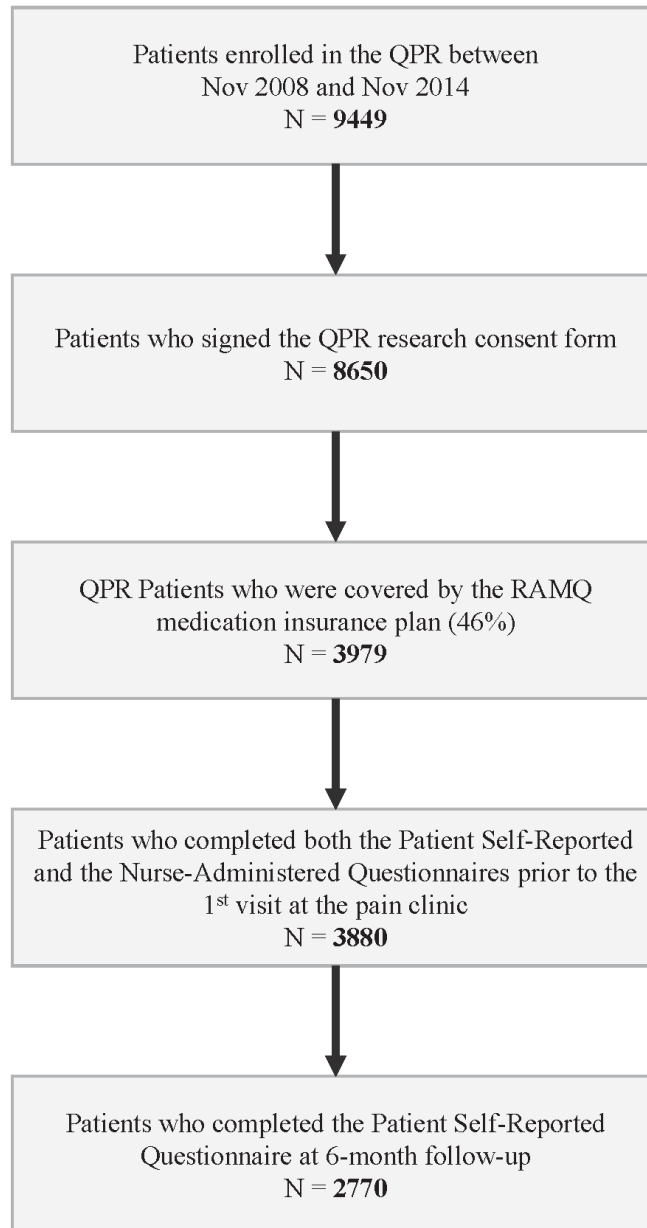 Patients enrolled in the QPR between
Nov 2008 and Nov 2014
N = 9449
Patients who signed the QPR research consent form
N = 8650
QPR Patients who were covered by the RAMQ
medication insurance plan (46%)
N = 3979
Patients who completed both the Patient Self-Reported
and the Nurse-Administered Questionnaires prior to the
1st visit at the pain clinic
N = 3880
Patients who completed the Patient Self-Reported
Questionnaire at 6-month follow-up
N = 2770